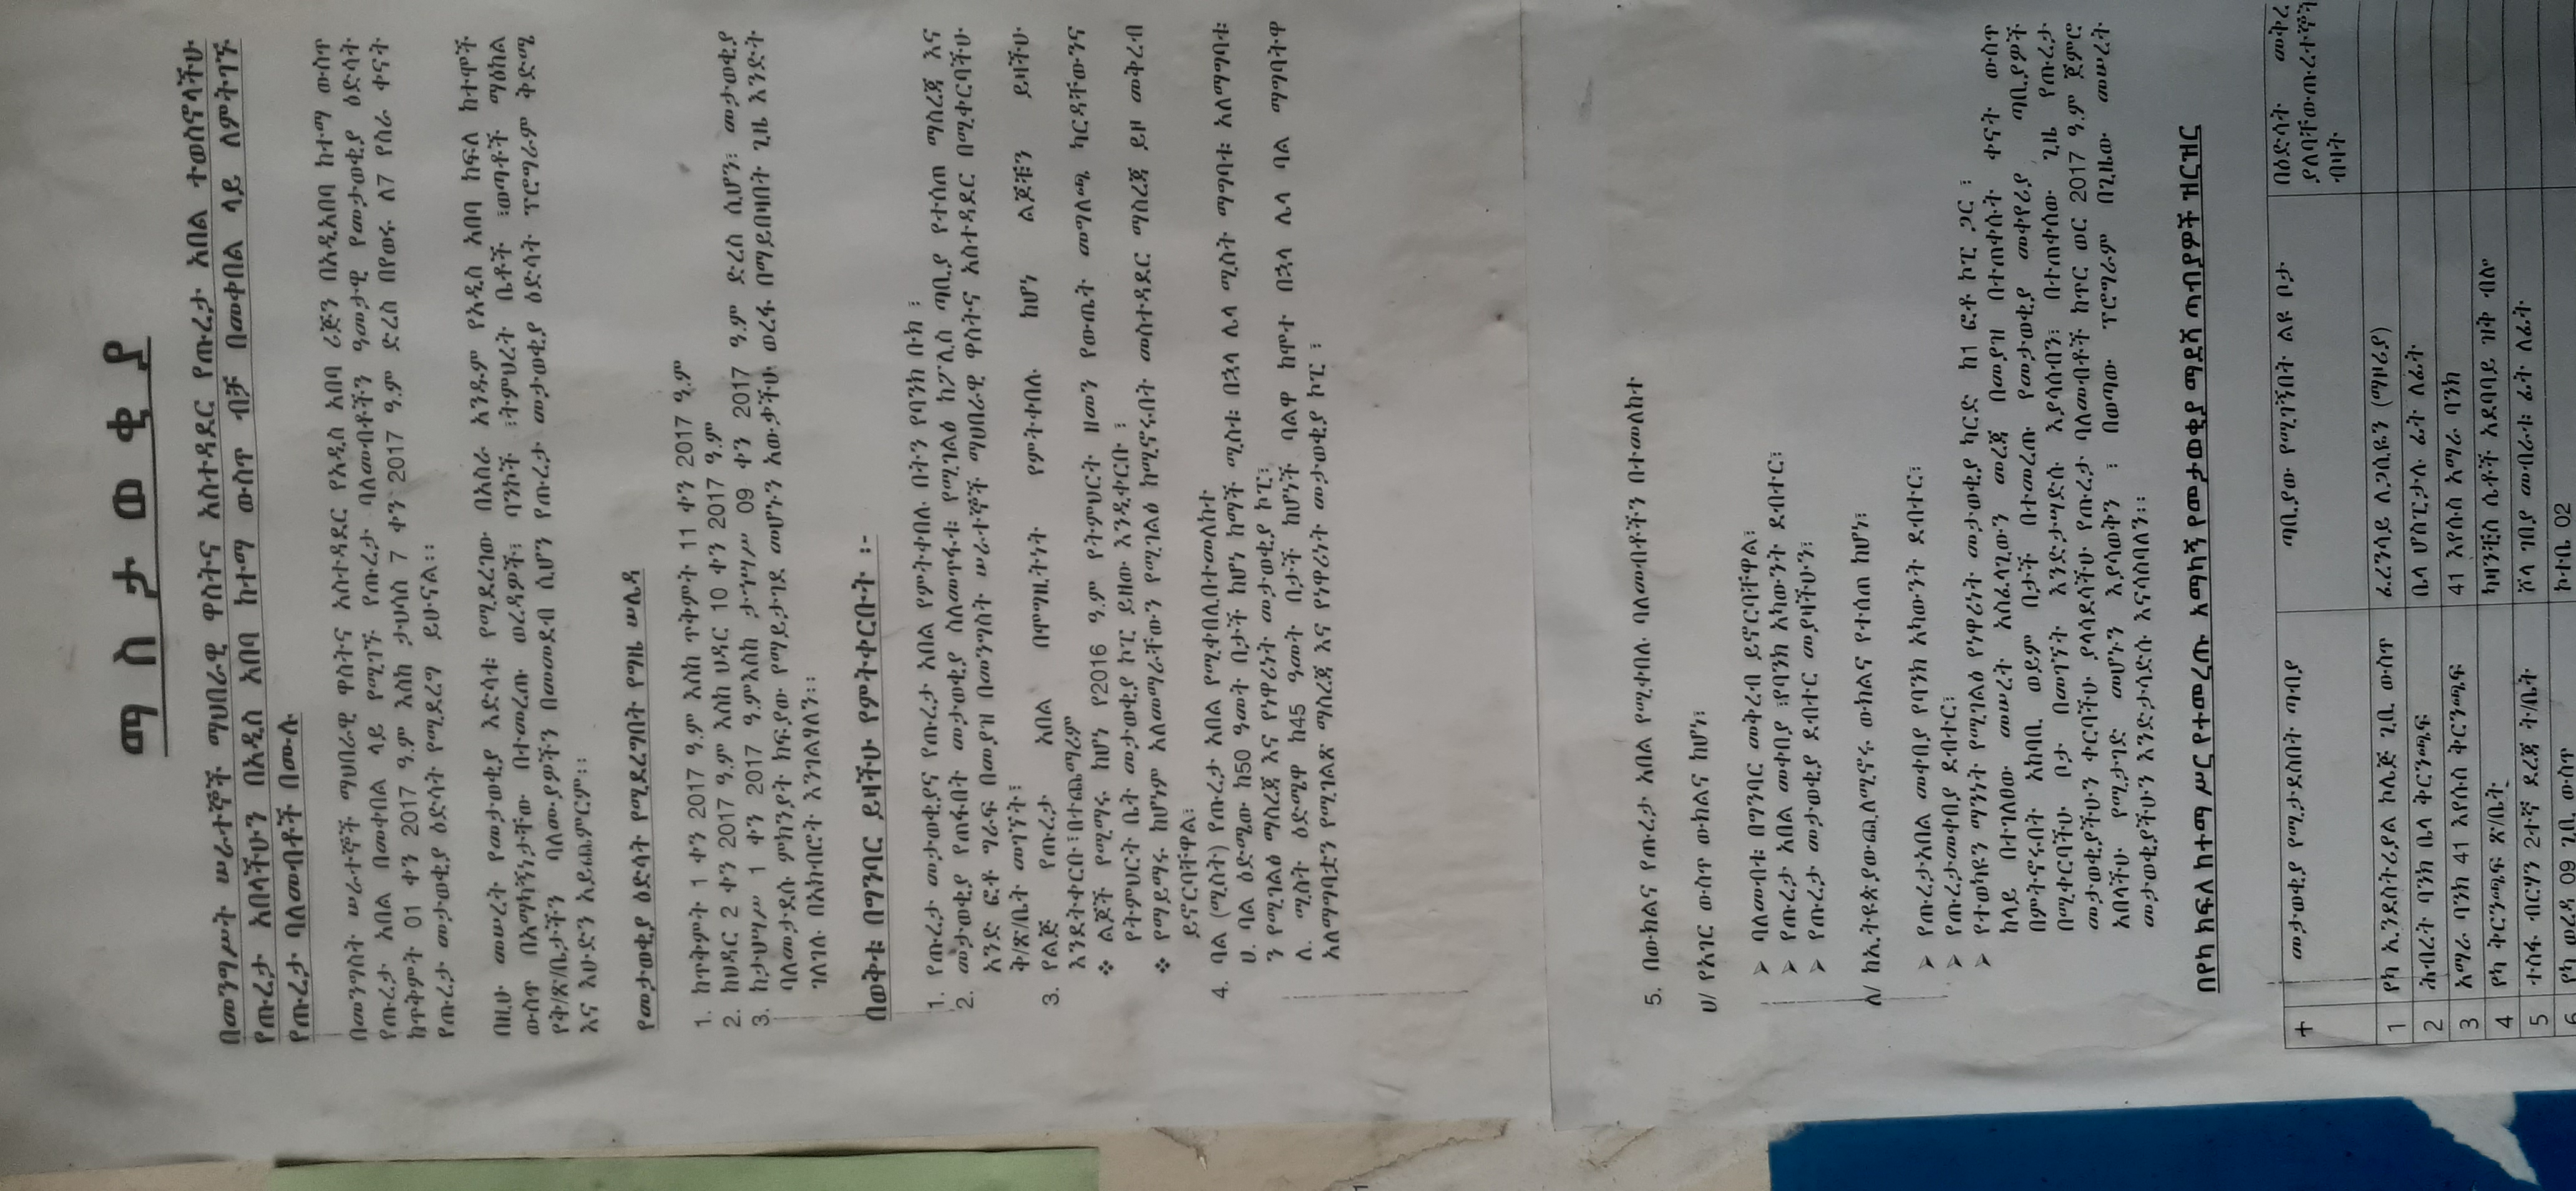 ማ ስ ታ ወ ቂ ያ
በመንግሥት ሠራተኞች ማህበራዊ ዋስትና አስተዳደር የጡረታ አበል ተወስኖላችሁ
የጡረታ አበላችሁን በአዲስ አበባ ከተማ ውስጥ ብቻ በመቀበል ላይ ለምትገኙ
የጡረታ ባለመብቶች በሙሉ
በመንግስት ሠራተኞች ማህበራዊ ዋስትና አስተዳደር የአዲስ አበባ ሪጅን በአዲአበባ ከተማ ውስጥ
የጡረታ አበል በመቀበል ላይ የሚገኙ የጡረታ ባለመብቶችን ዓመታዊ የመታወቂያ ዕድሳት
ከጥቅምት 01 ቀን 2017 ዓ.ም እስከ ታህሳስ 7 ቀን 2017 ዓ.ም ድረስ በየወሩ ለ7 የስራ ቀናት
የጡረታ መታወቂያ ዕድሳት የሚደረግ ይሁናል፡፡
በዚሁ መሠረት የመታወቂያ እድሳቱ የሚደረገው በአስራ አንዱም የአዲስ አበባ ከፍለ ከተሞች
ውስጥ በአማካኝነታቸው በተመረጡ ወረዳዎች፣ ባንኮች ፣ትምህረት ቤቶች ፣ወጣቶች ማዕከል
የቅ/ጽ/ቤታችን ባለሙያዎችን በመመደብ ሲሆን የጡረታ መታወቂያ ዕድሳት ፕሮግራም ቅድሜ
እና እሁድን አይጨምርም፡፡
የመታወቂያ ዕድሳት የሚደረግበት የግዜ ሠሌዳ
1. ከጥቅምት 1 ቀን 2017 ዓ.ም እስከ ጥቅምት 11 ቀን 2017 ዓ.ም
2. ከህዳር 2 ቀን 2017 ዓ.ም እስከ ህዳር 10 ቀን 2017 ዓ.ም
3. ከታህሣሥ 1 ቀን 2017 ዓ.ምእስከ ታኅሣሥ 09 ቀን 2017 ዓ.ም ድረስ ሲሆን፣ መታወቂያ
ባለመታደሱ ምክንያት ክፍያው የማይታገደ መሆኑን አውቃችሁ ወረፋ በማይበዛበት ጊዜ እንድት
ገለገሉ በአክብሮት እንገልፃለን፡፡
በወቅቱ በግንባር ይዛችሁ የምትቀርቡት ፡-
1. የጡረታ መታወቂያና የጡረታ አበል የምትቀበሉ በትን የባንክ ቡክ ፣
2. መታወቂያ የጠፋበት መታወቂያ ስለመጥፋቱ የሚገልፅ ከፖሊስ ጣቢያ የተሰጠ ማስረጃ እና
አንድ ፎቶ ግራፍ በመያዝ በመንግስት ሠራተኞች ማህበራዊ ዋስትና አስተዳደር በሚቀርባችሁ
ቅ/ጽ/ቤት መገኘት፣
3. የልጅ የጡረታ አበል በሞግዚትነት የምትቀበሉ ከሆነ ልጆቹን ይዛችሁ
እንደትቀርቡ፣በተጨማሪም
❖ ልጆች የሚማሩ ከሆነ የ2016 ዓ.ም የትምህርት ዘመን የውጤት መግለጫ ካርዳቸውንና
የትምህርት ቤት መታወቂያ ኮፒ ይዘው እንዲቀርቡ ፣
❖ የማይማሩ ከሆነም አለመማራቸውን የሚገልፅ ከሚኖሩበት መስተዳደር ማስረጃ ይዞ መቅረብ
ይኖርባቸዋል፣
4. ባል (ሚስት) የጡረታ አበል የሚቀበሊበተመለከተ
ሀ. ባል ዕድሜው ከ50 ዓመት በታች ከሆነ ከማች ሚስቱ በኋላ ሌላ ሚስት ማግባቱ አለማግባቱ
ን የሚገልፅ ማስረጃ እና የነዋሪነት መታወቂያ ኮፒ፣
ለ. ሚስት ዕድሜዋ ከ45 ዓመት በታች ከሆነች ባልዋ ከሞተ በኋላ ሌላ ባል ማግባትዋ
አለማግባቷን የሚገልጽ ማስረጃ እና የነዋሪነት መታወቂያ ኮፒ ፣
5. በውክልና የጡረታ አበል የሚቀበሉ ባለመብቶችን በተመለከተ
ሀ/ የአገር ውስጥ ውክልና ከሆነ፣
➢ ባለመብቱ በግንባር መቅረብ ይኖርባቸዋል፣
➢ የጡረታ አበል መቀበያ ፣የባንክ አካውንት ደብተር፣
➢ የጡረታ መታወቂያ ደብተር መያዛችሁን፣
ለ/ ከኢትዩጵያውጪለሚኖሩ ውክልና የተሰጠ ከሆነ፣
➢ የጡረታአበል መቀበያ የባንክ አካውንት ደብተር፣
➢ የጡረታመቀበያ ደብተር፣
➢ የተወካዩን ማንነት የሚገልፅ የነዋሪነት መታወቂያ ካርድ ከ1 ፎቶ ኮፒ ጋር ፣
ከላይ በተገለፀው መሠረት አስፈላጊውን መረጃ በመያዝ በተጠቀሱት ቀናት ውስጥ
በምትኖሩበት አከባቢ ወይም በታች በተመረጡ የመታወቂያ መቀየሪያ ጣቢያዎች
በሚቀርባችሁ ቦታ በመገኘት እንድታሣድሱ እያሳሰብን፣ በተጠቀሰው ጊዜ የጡረታ
መታወቂያችሁን ቀርባችሁ ያላሳደሳችሁ የጡረታ ባለመብቶች ከጥር ወር 2017 ዓ.ም ጀምሮ
አበላችሁ የሚታገድ መሆኑን እያሳወቅን ፣ በወጣው ፕሮግራም በጊዜው መሠረት
መታወቂያችሁን እንድታሳድሱ እናሳስባለን፡፡
በየካ ክፍለ ከተማ ሥር የተመረጡ አማካኝ የመታወቂያ ማደሻ ጣብያዎች ዝርዝር
ተ መታወቂያ የሚታደስበት ጣብያ ጣቢያው የሚገኝበት ልዩ ቦታ በዕድሳት መቅረ
ያለባቸውጡረተኞች
ብዛት
1 የካ ኢንደስትሪያል ኮሌጅ ጊቢ ውስጥ ፈረንሳይ ለጋሲዬን (ማዞሪያ)
2 ሕብረት ባንክ ቤላ ቅርንጫፍ ቤላ ሆስፒታሉ ፊት ለፊት
3 አማራ ባንክ 41 እየሱስ ቅርንጫፍ 41 እየሱስ አማራ ባንክ
4 የካ ቅርንጫፍ ጽ/ቤት ካዛንቺስ ሴቶች አደባባይ ዝቅ ብሎ
5 ተስፋ ብርሃን 2ተኛ ደረጃ ት/ቤት ሾላ ገበያ መብራቱ ፊት ለፊት
6 የካ ወረዳ 09 ጊቢ ውስጥ ኮተቤ 02